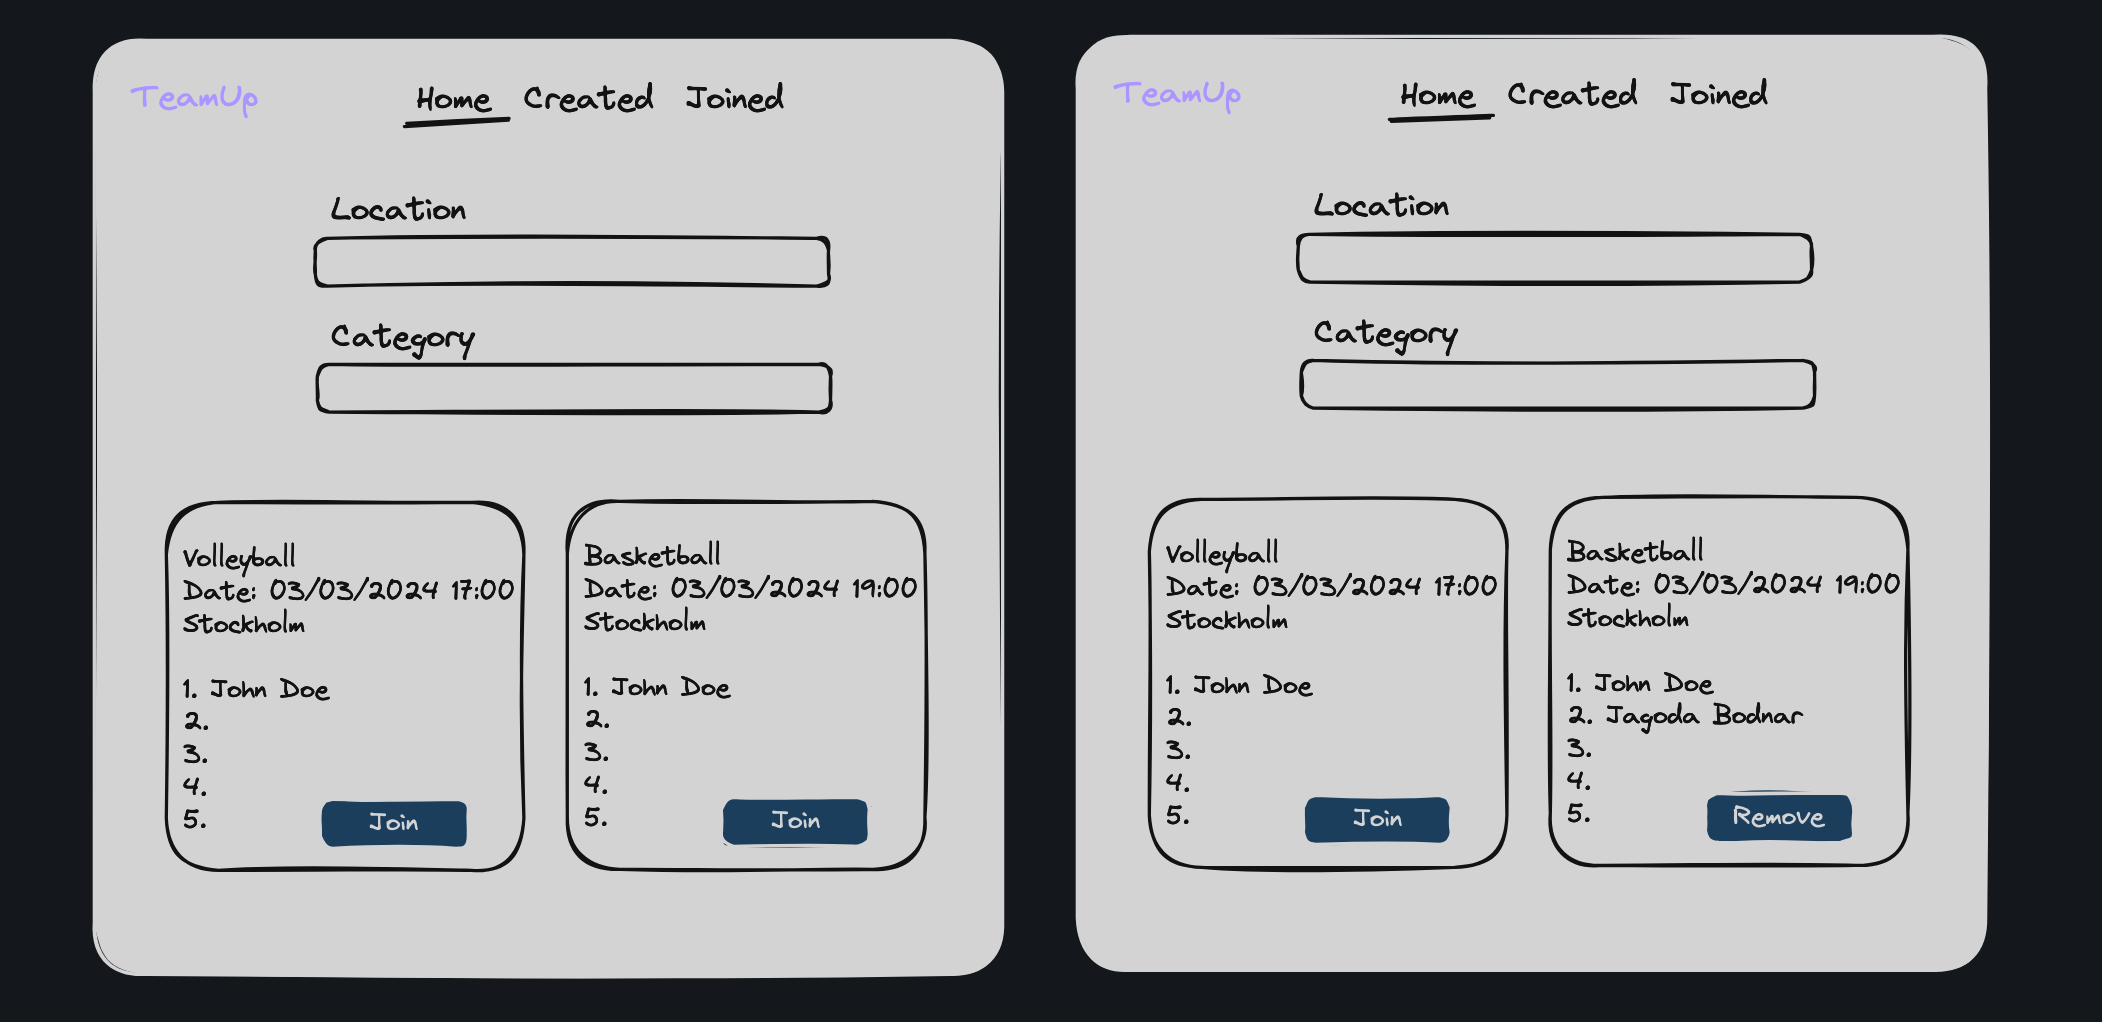 TeamUp Home Created Joined
Location
Category
Volleyball
Date: 03/03/2024 17:00
Stockholm
1. John Doe
2.
3.
4.
5.
Join
Basketball
Date: 03/03/2024 19:00
Stockholm
1. John Doe
2.
3.
4.
5.
Join
TeamUp Home Created Joined
Location
Category
Volleyball
Date: 03/03/2024 17:00
Stockholm
1. John Doe
2.
3.
4.
5.
Join
Basketball
Date: 03/03/2024 19:00
Stockholm
1. John Doe
2. Jagoda Bodnar
3.
4.
5.
Remove